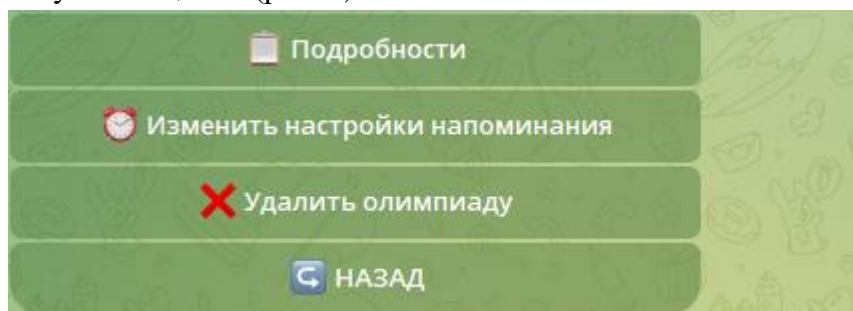 📋 Подробности
⏰ Изменить настройки напоминания
❌ Удалить олимпиаду
↪️ НАЗАД